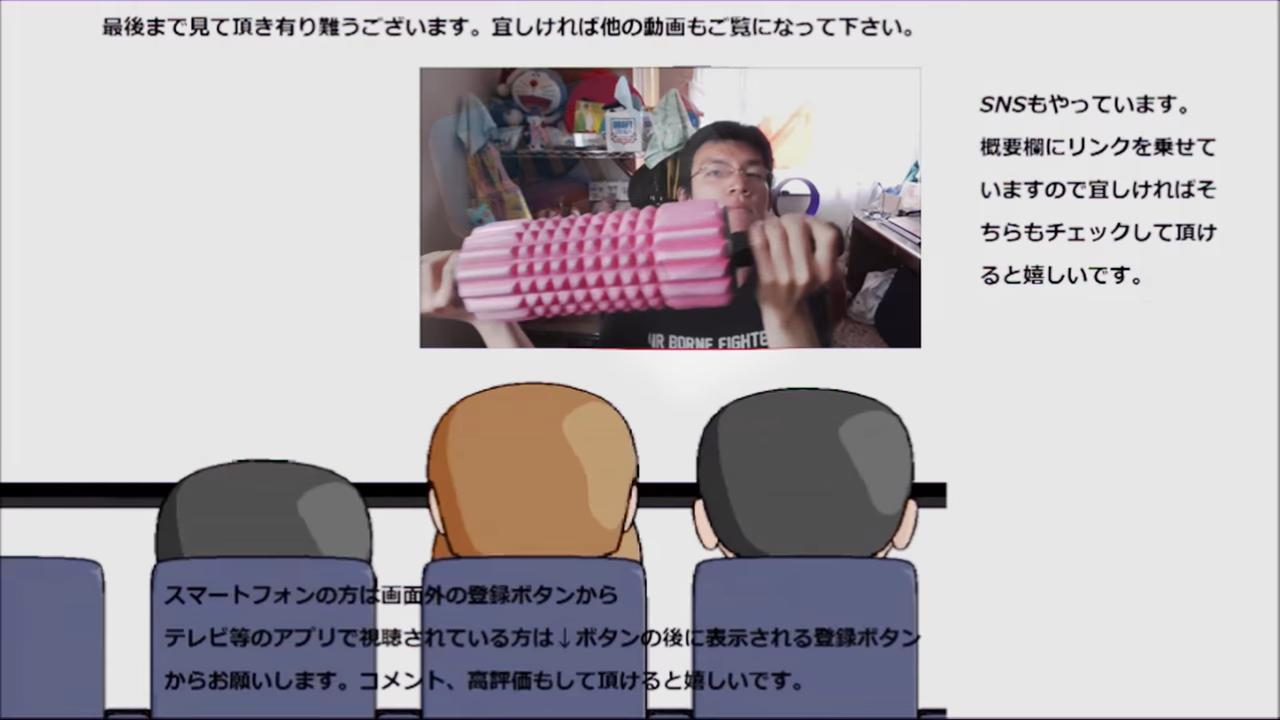 最後まで見て頂き有り難うございます。宜しければ他の動画もご覧になって下さい。
SNSもやっています。
概要欄にリンクを乗せて
いますので宜しければそ
ちらもチェックして頂け
ると嬉しいです。
スマートフォンの方は画面外の登録ボタンから
テレビ等のアプリで視聴されている方は↓ボタンの後に表示される登録ボタン
からお願いします。コメント、高評価もして頂けると嬉しいです。